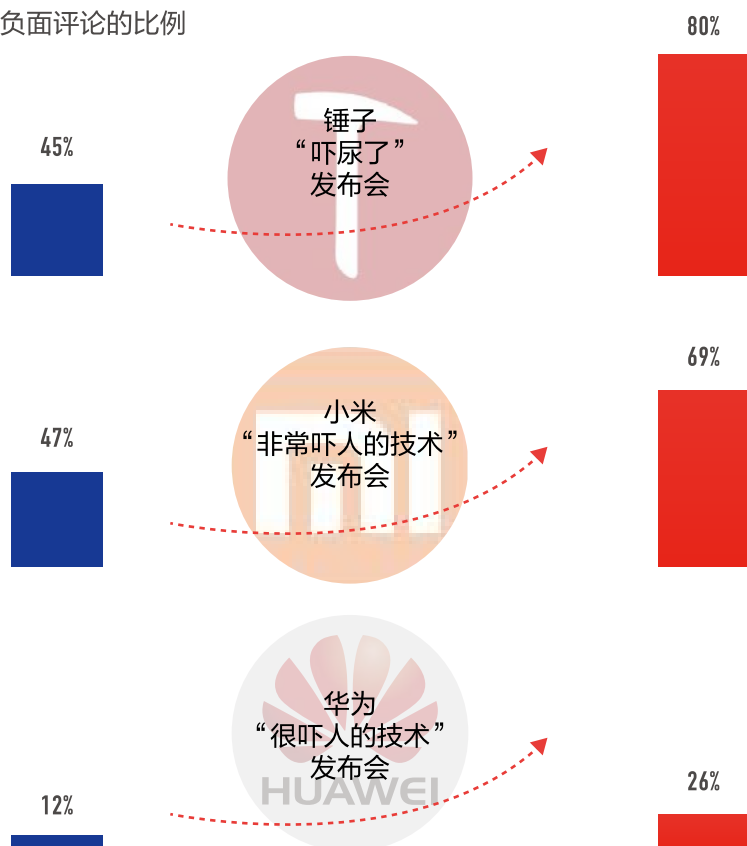 负面评论的比例
80%
45%
锤子
“吓尿了”
发布会
69%
47%
小米
“非常吓人的技术”
发布会
华为
“很吓人的技术”
发布会
HUAWEI
26%
12%